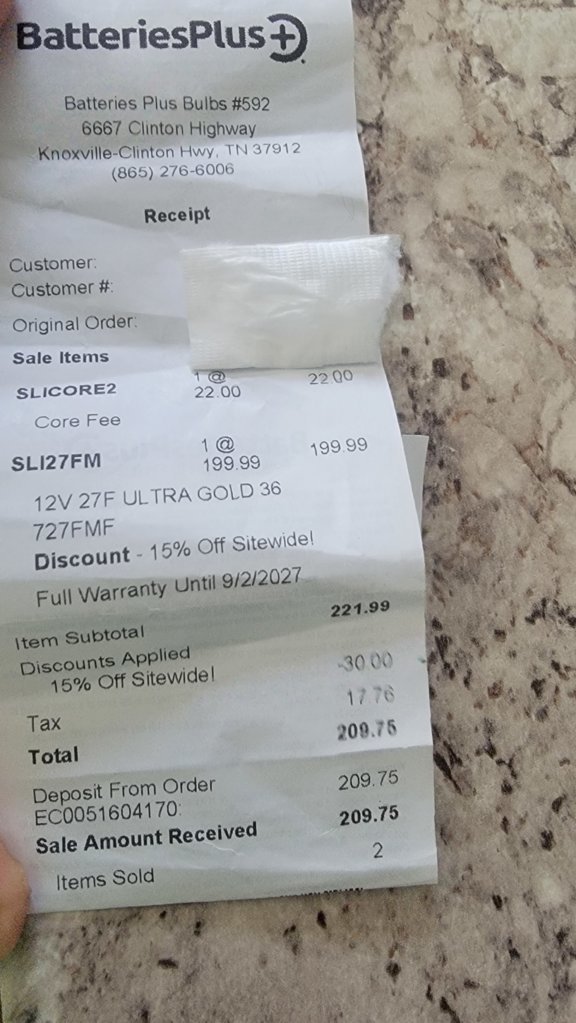 BatteriesPlus+
Batteries Plus Bulbs #592
6667 Clinton Highway
Knoxville-Clinton Hwy, TN 37912
(865) 276-6006
Receipt
Customer:
Customer #:
Original Order:
Sale Items
SLICORE2 1 @ 22.00 22.00
Core Fee
SLI27FM 1 @ 199.99 199.99
12V 27F ULTRA GOLD 36
727FMF
Discount - 15% Off Sitewide!
Full Warranty Until 9/2/2027
Item Subtotal 221.99
Discounts Applied
15% Off Sitewide! -30.00
Tax 17.76
Total 209.75
Deposit From Order
EC0051604170: 209.75
Sale Amount Received 209.75
Items Sold 2